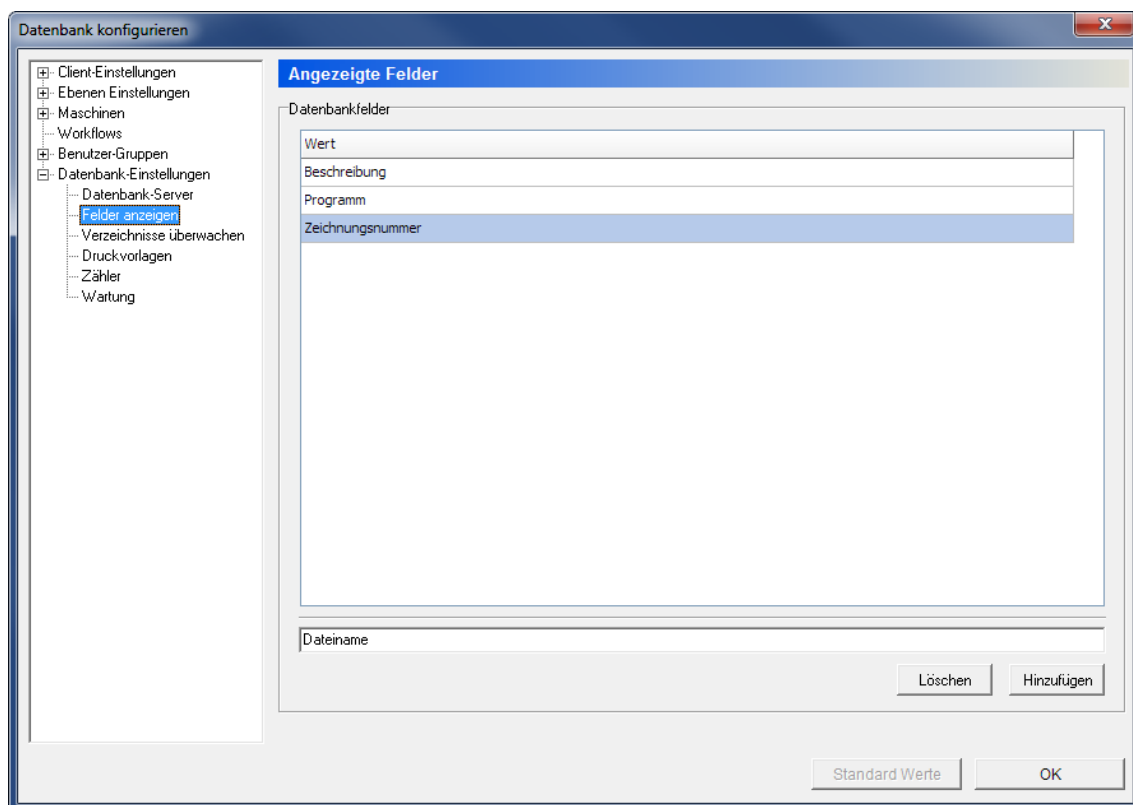 Datenbank konfigurieren
Client-Einstellungen
Ebenen Einstellungen
Maschinen
Workflows
Benutzer-Gruppen
Datenbank-Einstellungen
Datenbank-Server
Felder anzeigen
Verzeichnisse überwachen
Druckvorlagen
Zähler
Wartung
Angezeigte Felder
Datenbankfelder
Wert
Beschreibung
Programm
Zeichnungsnummer
Dateiname
Löschen Hinzufügen
Standard Werte OK